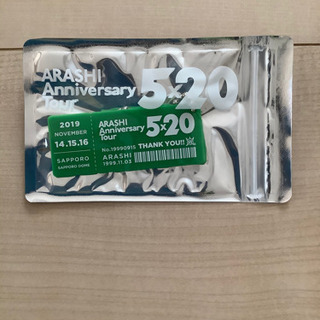 ARASHI
Anniversary
Tour
5×20
2019
NOVEMBER
14.15.16
SAPPORO
SAPPORO DOME
ARASHI
Anniversary
Tour
5×20
No.19990915 THANK YOU!!
ARASHI
1999.11.03